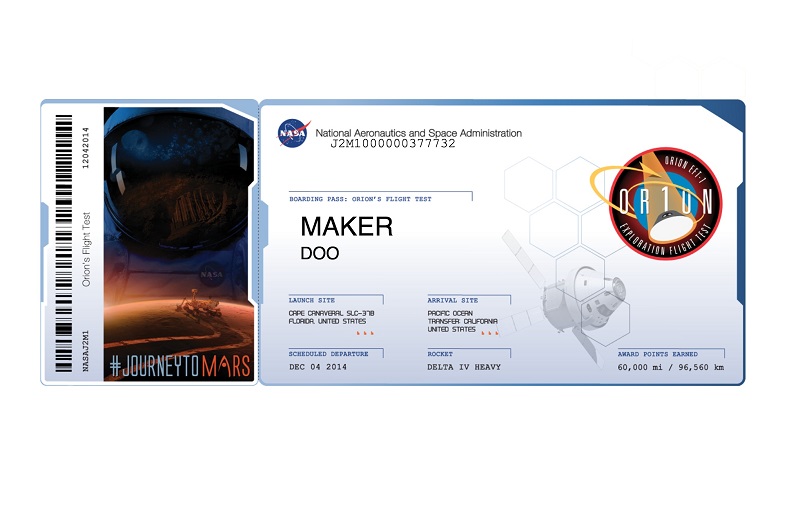 12042014
Orion's Flight Test
NASAJ2M1
NASA
#JOURNEYTOMARS
NASA
National Aeronautics and Space Administration
J2M1000000377732
ORION EFT-1
ORION
EXPLORATION FLIGHT TEST
BOARDING PASS: ORION'S FLIGHT TEST
MAKER
DOO
LAUNCH SITE
CAPE CANAVERAL SLC-37B
FLORIDA, UNITED STATES
ARRIVAL SITE
PACIFIC OCEAN
TRANSFER: CALIFORNIA
UNITED STATES
SCHEDULED DEPARTURE
DEC 04 2014
ROCKET
DELTA IV HEAVY
AWARD POINTS EARNED
60,000 mi / 96,560 km